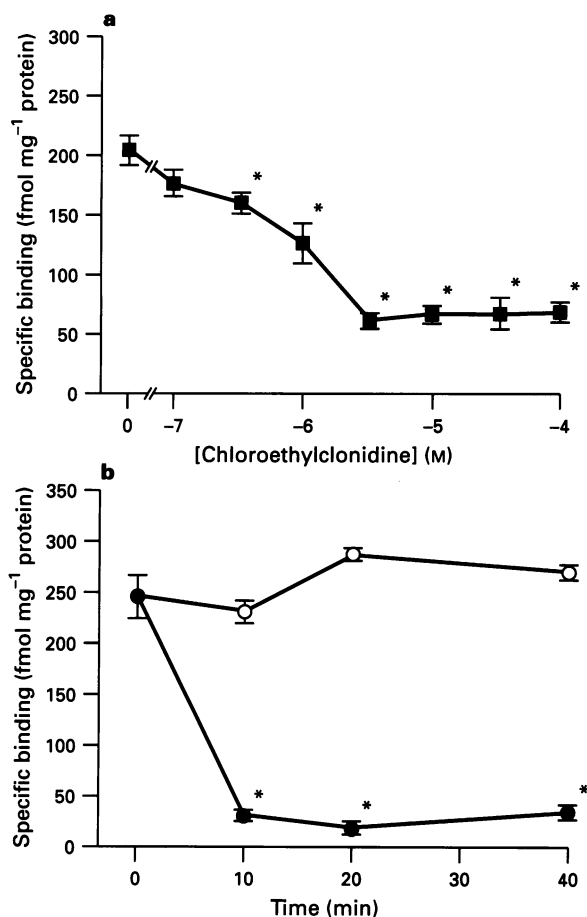 a
300
250
200
150
100
50
0
Specific binding (fmol mg⁻¹ protein)
* * * * * *
0 -7 -6 -5 -4
[Chloroethylclonidine] (M)
b
350
300
250
200
150
100
50
0
Specific binding (fmol mg⁻¹ protein)
* * *
0 10 20 30 40
Time (min)